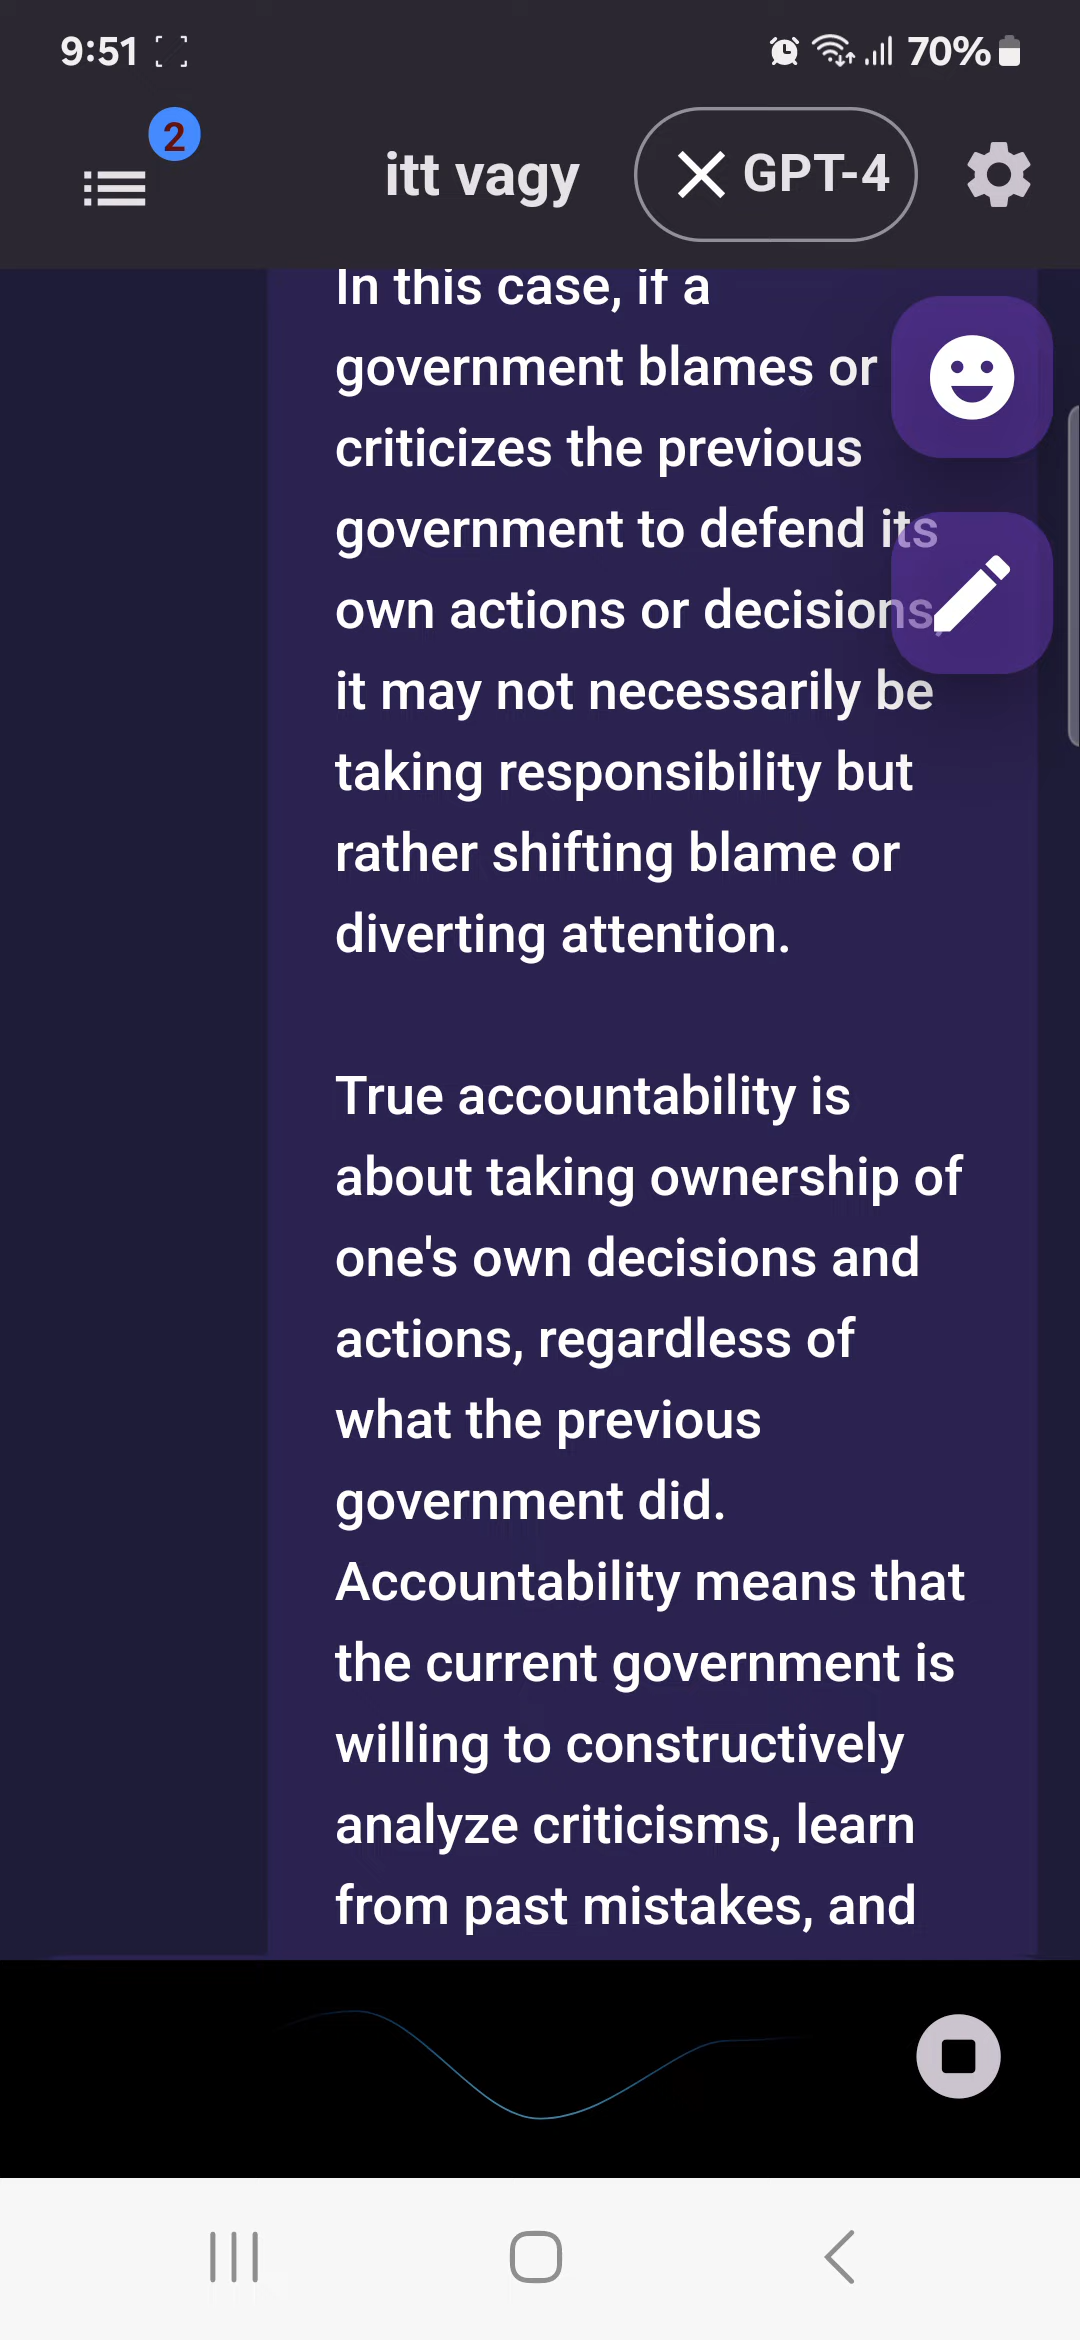 9:51
70%
2
itt vagy
GPT-4
In this case, if a
government blames or
criticizes the previous
government to defend its
own actions or decisions,
it may not necessarily be
taking responsibility but
rather shifting blame or
diverting attention.
True accountability is
about taking ownership of
one's own decisions and
actions, regardless of
what the previous
government did.
Accountability means that
the current government is
willing to constructively
analyze criticisms, learn
from past mistakes, and